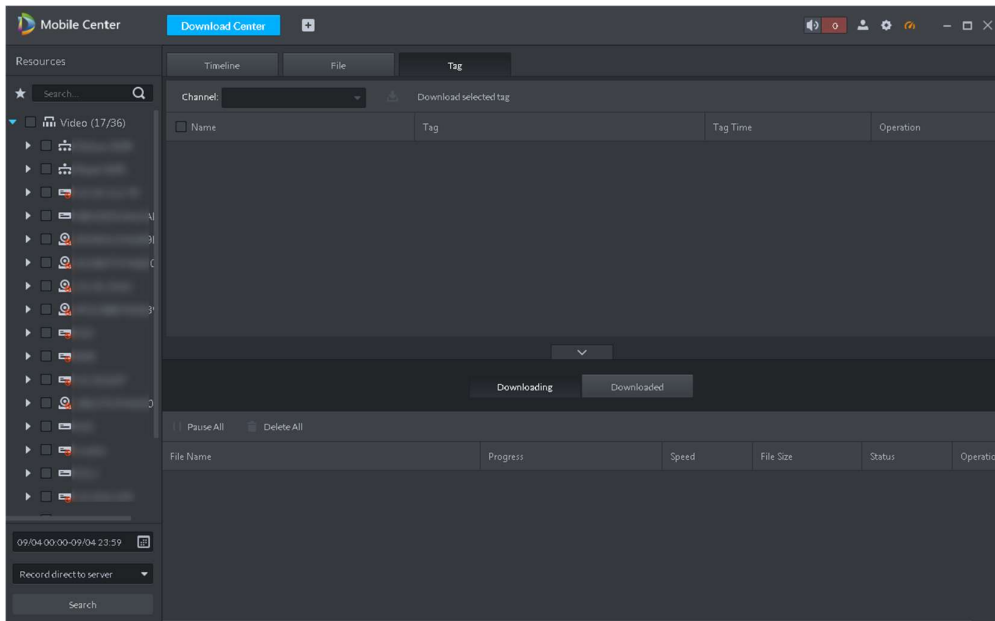 Mobile Center
Download Center
0
Resources
Timeline
File
Tag
Search...
Channel:
Download selected tag
Video (17/36)
Name
Tag
Tag Time
Operation
Downloading
Downloaded
Pause All
Delete All
File Name
Progress
Speed
File Size
Status
09/04 00:00-09/04 23:59
Record direct to server
Search